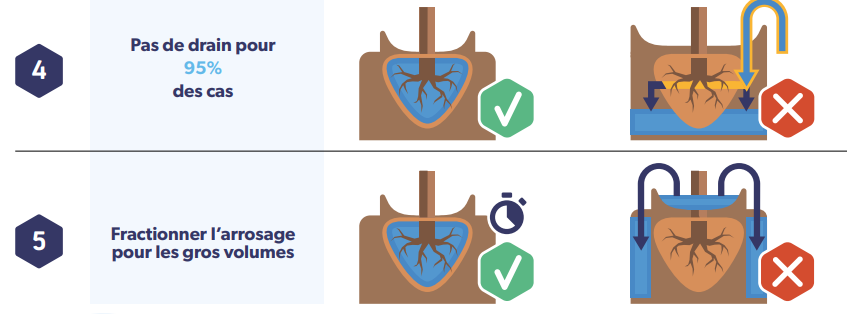 4
Pas de drain pour
95%
des cas
5
Fractionner l'arrosage
pour les gros volumes